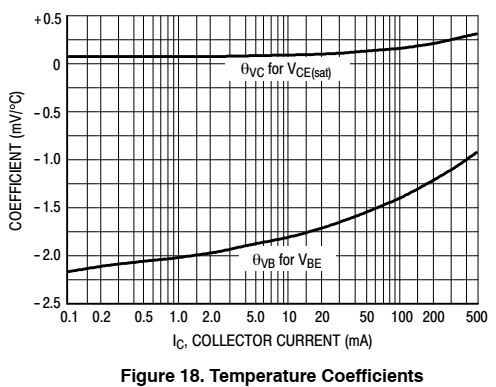 +0.5
0
-0.5
-1.0
-1.5
-2.0
-2.5
COEFFICIENT (mV/°C)
θVC for VCE(sat)
θVB for VBE
0.1 0.2 0.5 1.0 2.0 5.0 10 20 50 100 200 500
IC, COLLECTOR CURRENT (mA)
Figure 18. Temperature Coefficients